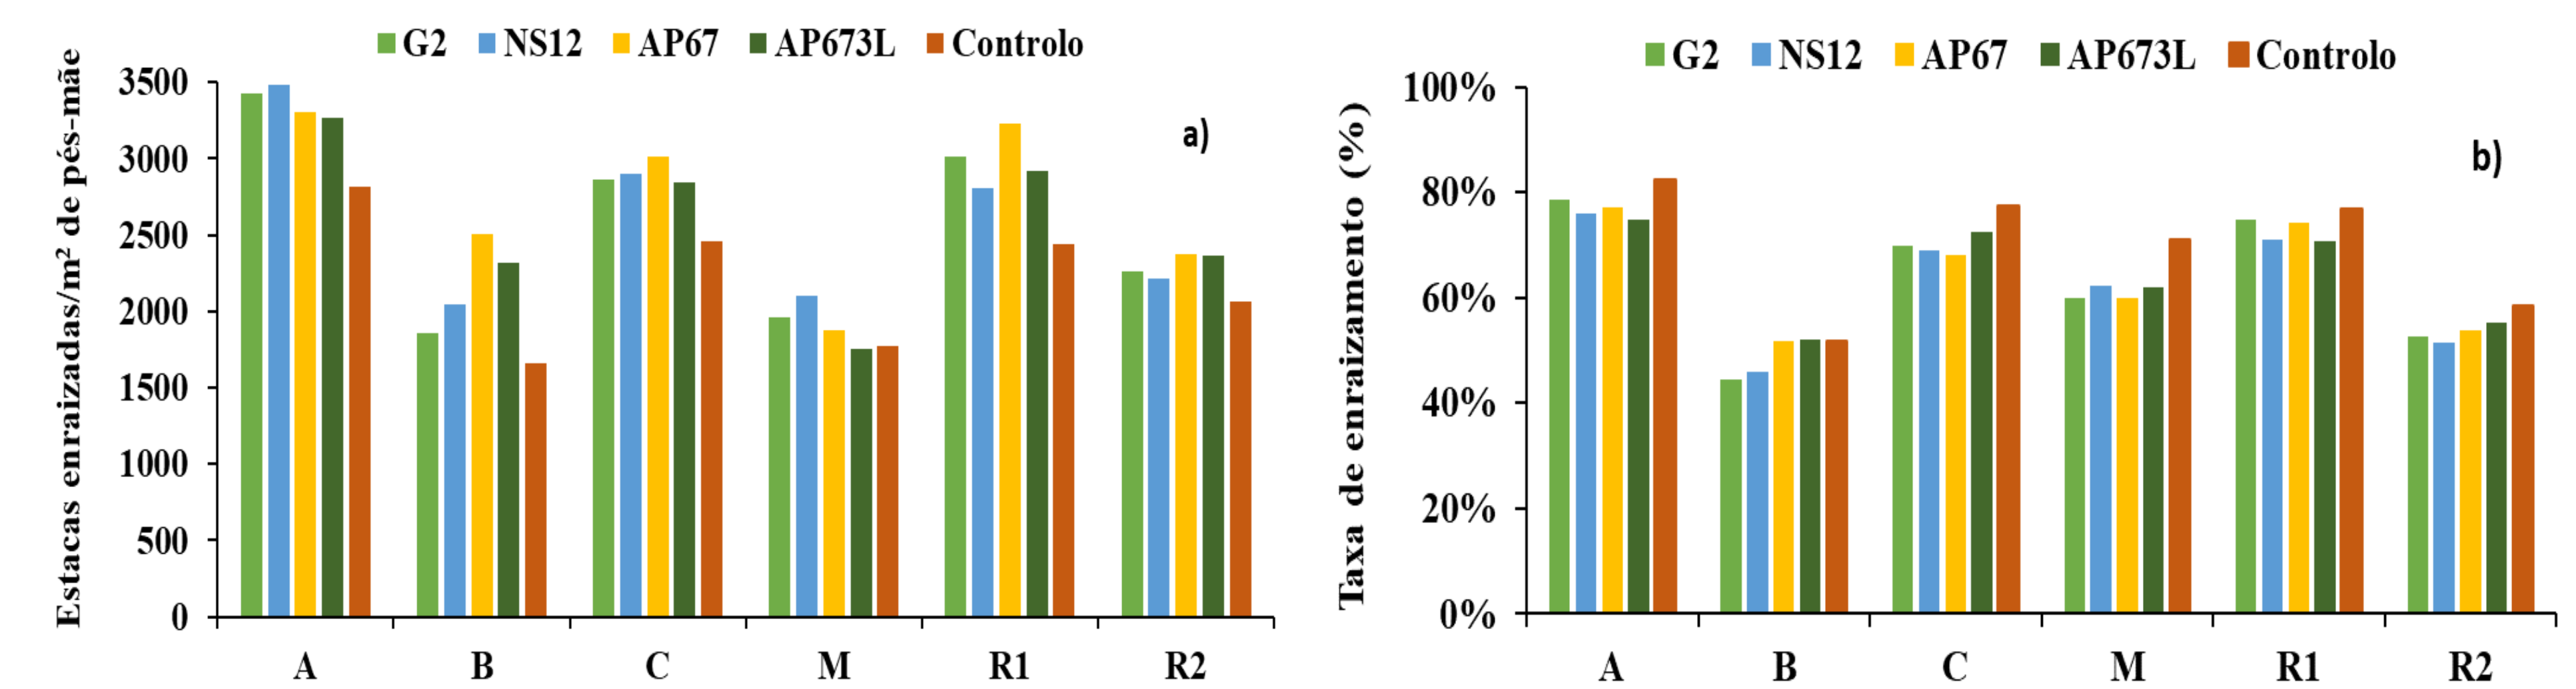 G2 NS12 AP67 AP673L Controlo
Estacas enraizadas/m² de pés-mãe
3500
3000
2500
2000
1500
1000
500
0
a)
A B C M R1 R2
G2 NS12 AP67 AP673L Controlo
Taxa de enraizamento (%)
100%
80%
60%
40%
20%
0%
b)
A B C M R1 R2